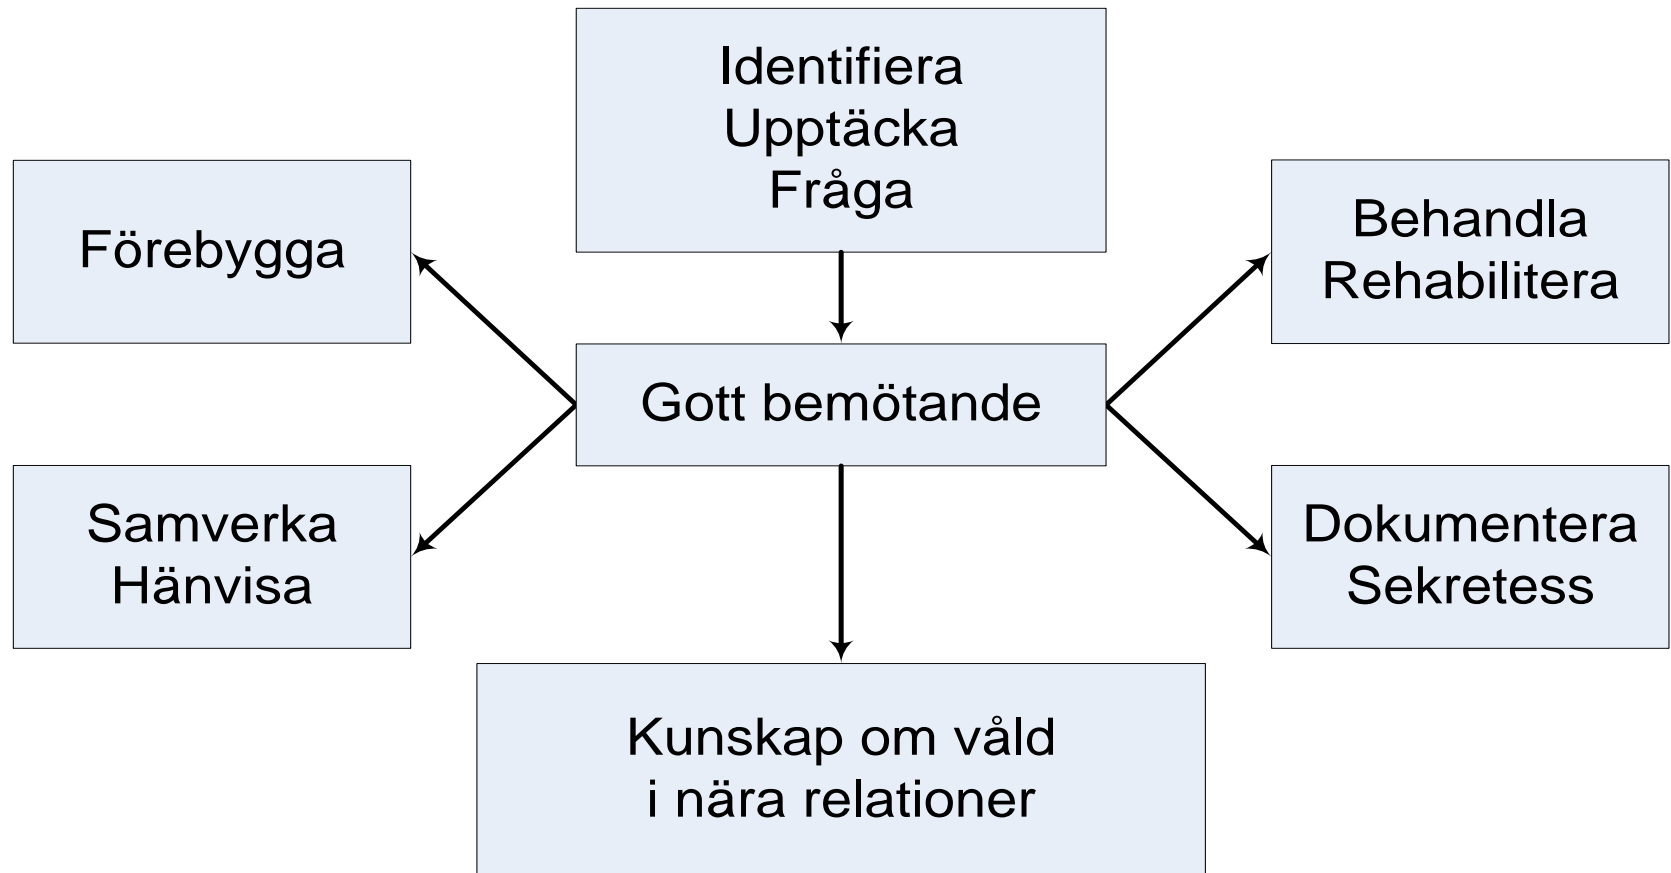 Identifiera
Upptäcka
Fråga
Förebygga
Behandla
Rehabilitera
Gott bemötande
Samverka
Hänvisa
Dokumentera
Sekretess
Kunskap om våld
i nära relationer